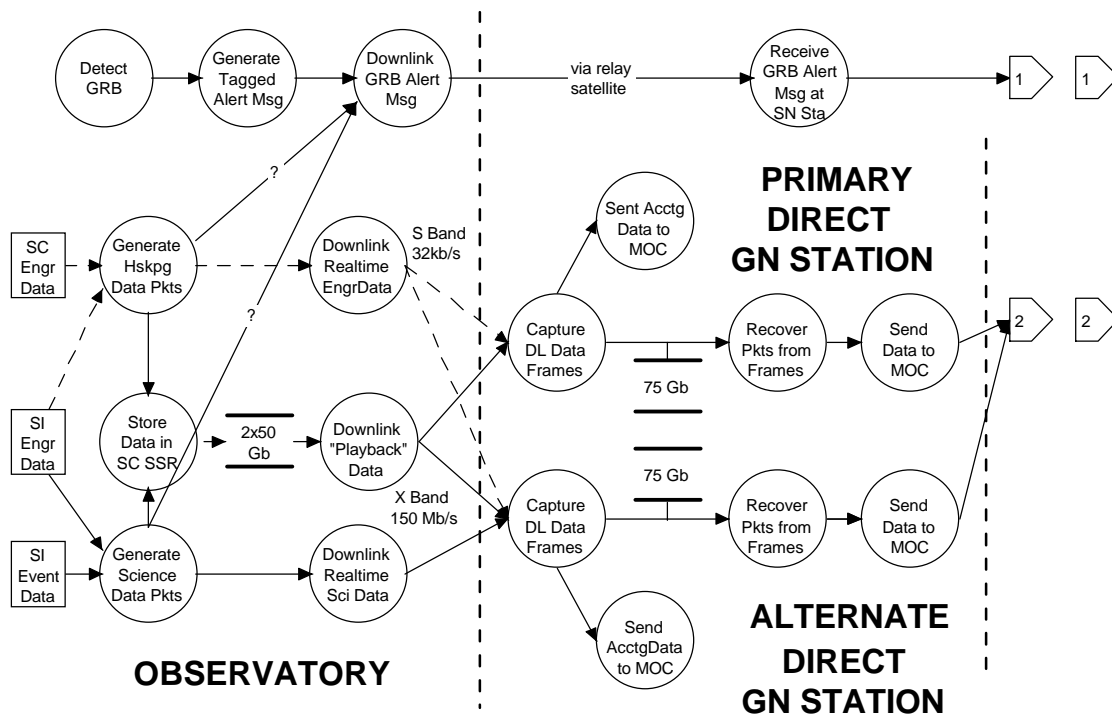 Detect
GRB
Generate
Tagged
Alert Msg
Downlink
GRB Alert
Msg
via relay
satellite
Receive
GRB Alert
Msg at
SN Sta
1
1
?
PRIMARY
DIRECT
GN STATION
Sent Acctg
Data to
MOC
SC
Engr
Data
Generate
Hskpg
Data Pkts
Downlink
Realtime
EngrData
S Band
32kb/s
?
Capture
DL Data
Frames
Recover
Pkts from
Frames
Send
Data to
MOC
2
2
75 Gb
SI
Engr
Data
Store
Data in
SC SSR
2x50
Gb
Downlink
"Playback"
Data
75 Gb
X Band
150 Mb/s
Capture
DL Data
Frames
Recover
Pkts from
Frames
Send
Data to
MOC
SI
Event
Data
Generate
Science
Data Pkts
Downlink
Realtime
Sci Data
Send
AcctgData
to MOC
ALTERNATE
DIRECT
GN STATION
OBSERVATORY